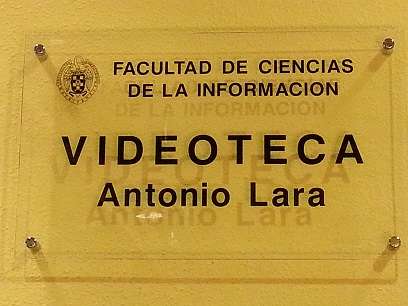 FACULTAD DE CIENCIAS
DE LA INFORMACION
VIDEOTECA
Antonio Lara